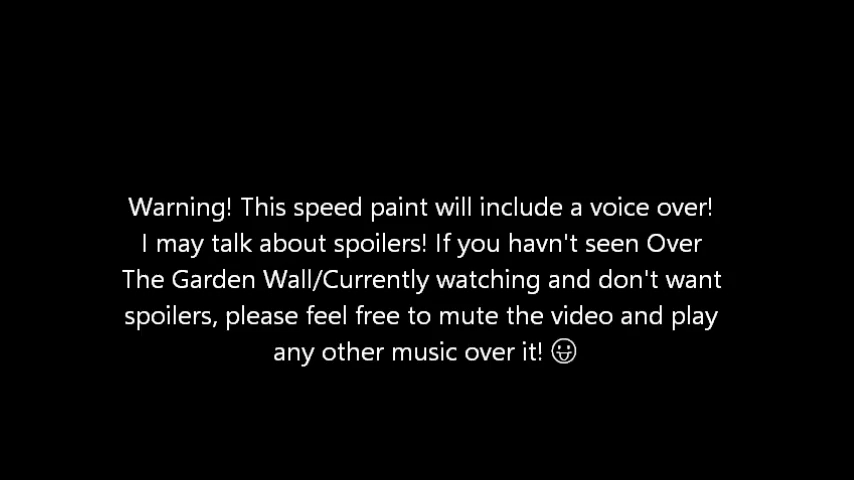 Warning! This speed paint will include a voice over!
I may talk about spoilers! If you havn't seen Over
The Garden Wall/Currently watching and don't want
spoilers, please feel free to mute the video and play
any other music over it! 😛